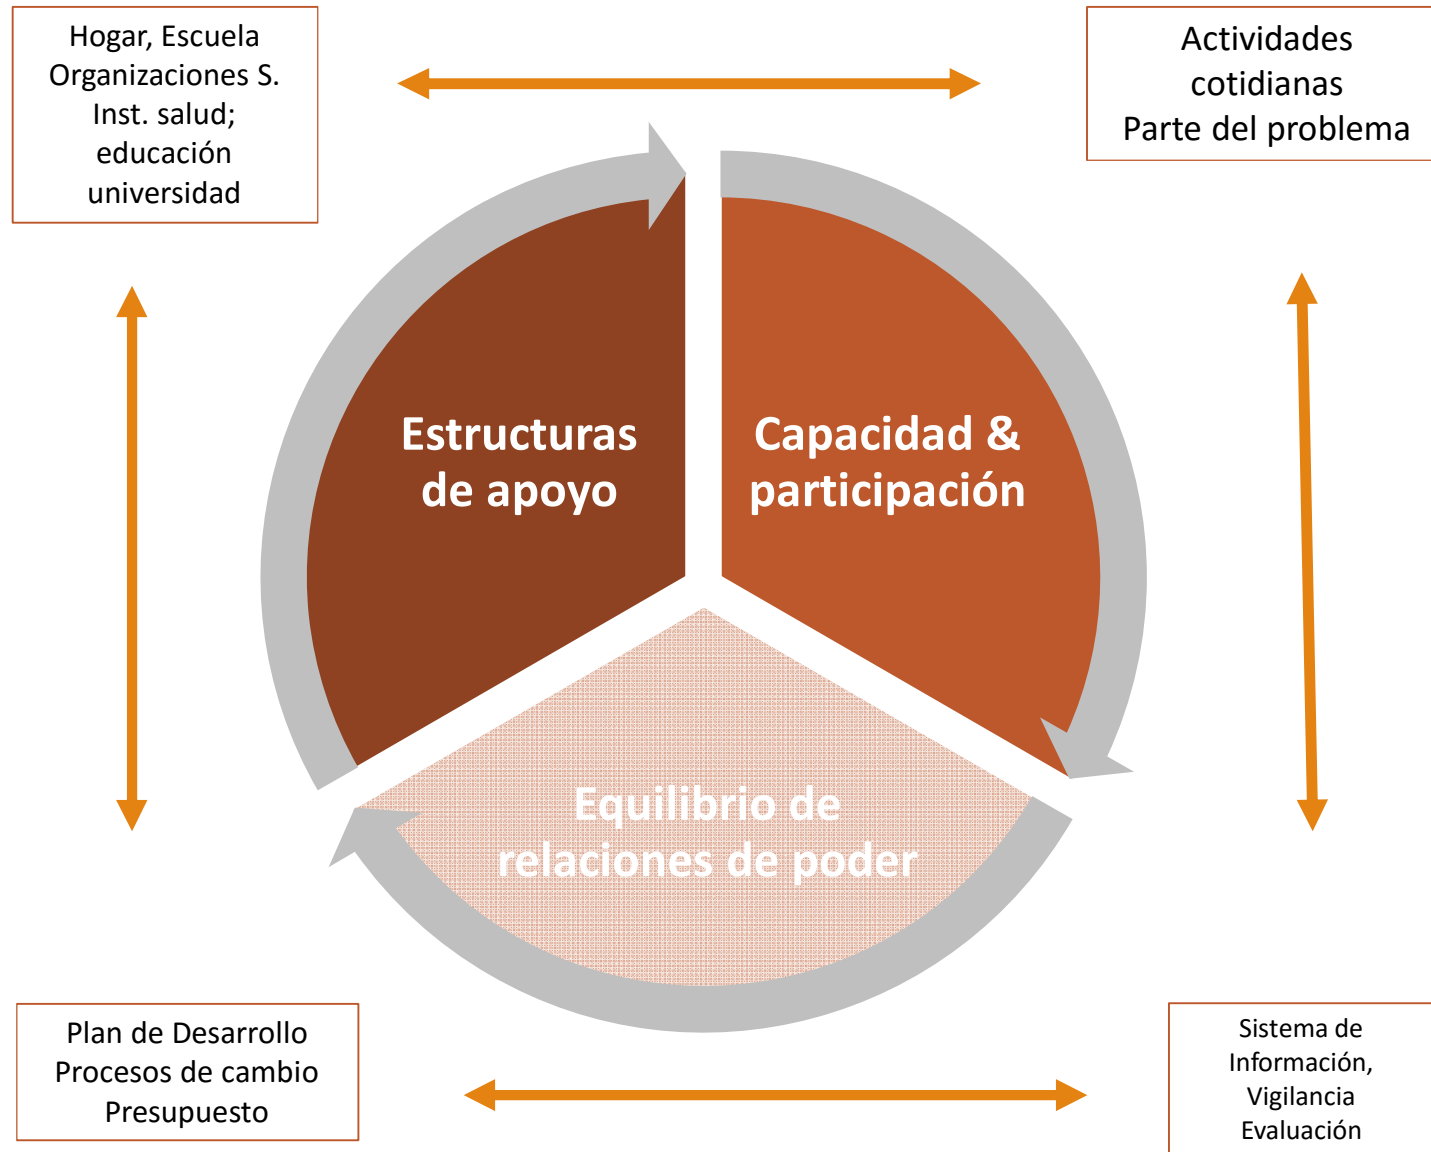 Hogar, Escuela
Organizaciones S.
Inst. salud;
educación
universidad
Actividades
cotidianas
Parte del problema
Estructuras
de apoyo
Capacidad &
participación
Equilibrio de
relaciones de poder
Plan de Desarrollo
Procesos de cambio
Presupuesto
Sistema de
Información,
Vigilancia
Evaluación